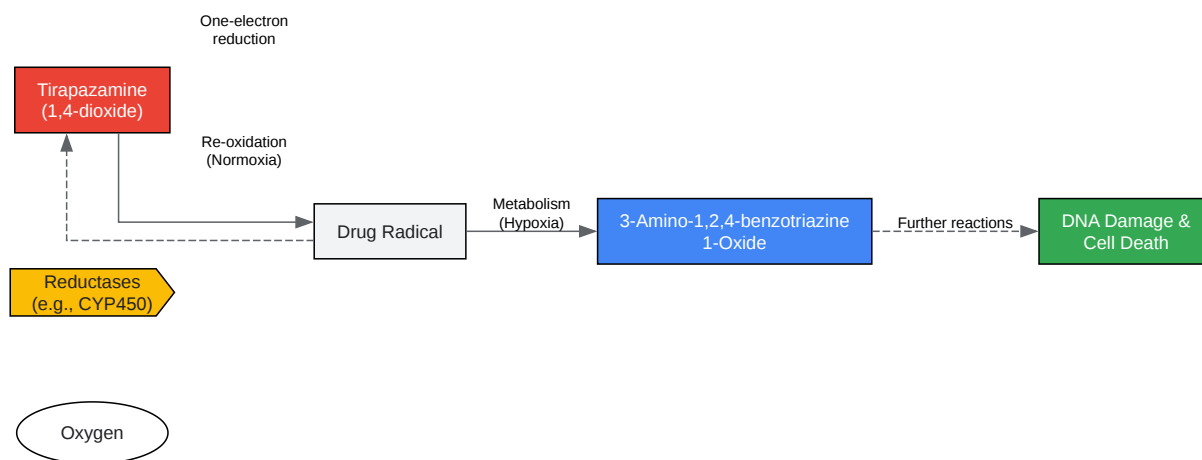 One-electron
reduction
Tirapazamine
(1,4-dioxide)
Re-oxidation
(Normoxia)
Drug Radical
Metabolism
(Hypoxia)
3-Amino-1,2,4-benzotriazine
1-Oxide
Further reactions
DNA Damage &
Cell Death
Reductases
(e.g., CYP450)
Oxygen